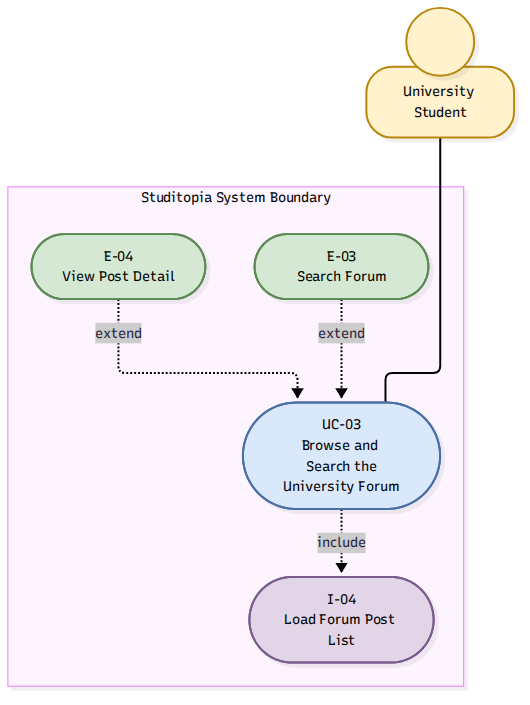 University
Student
Studitopia System Boundary
E-04
View Post Detail
E-03
Search Forum
extend
extend
UC-03
Browse and
Search the
University Forum
include
I-04
Load Forum Post
List